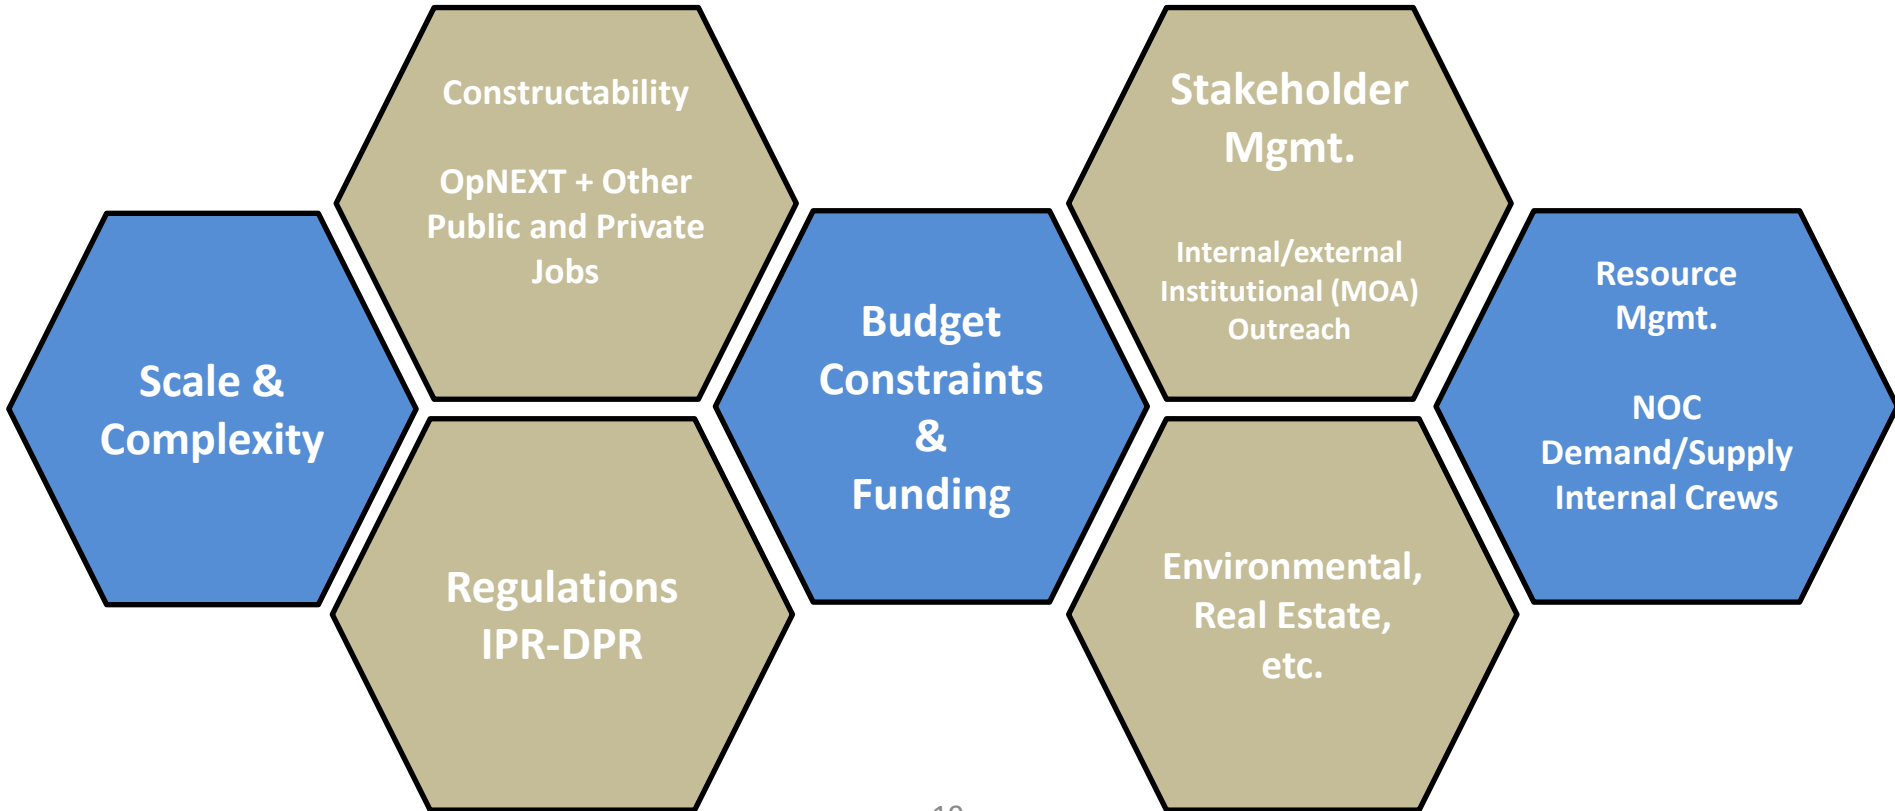 Scale &
Complexity
Constructability
OpNEXT + Other
Public and Private
Jobs
Regulations
IPR-DPR
Budget
Constraints
&
Funding
Stakeholder
Mgmt.
Internal/external
Institutional (MOA)
Outreach
Environmental,
Real Estate,
etc.
Resource
Mgmt.
NOC
Demand/Supply
Internal Crews